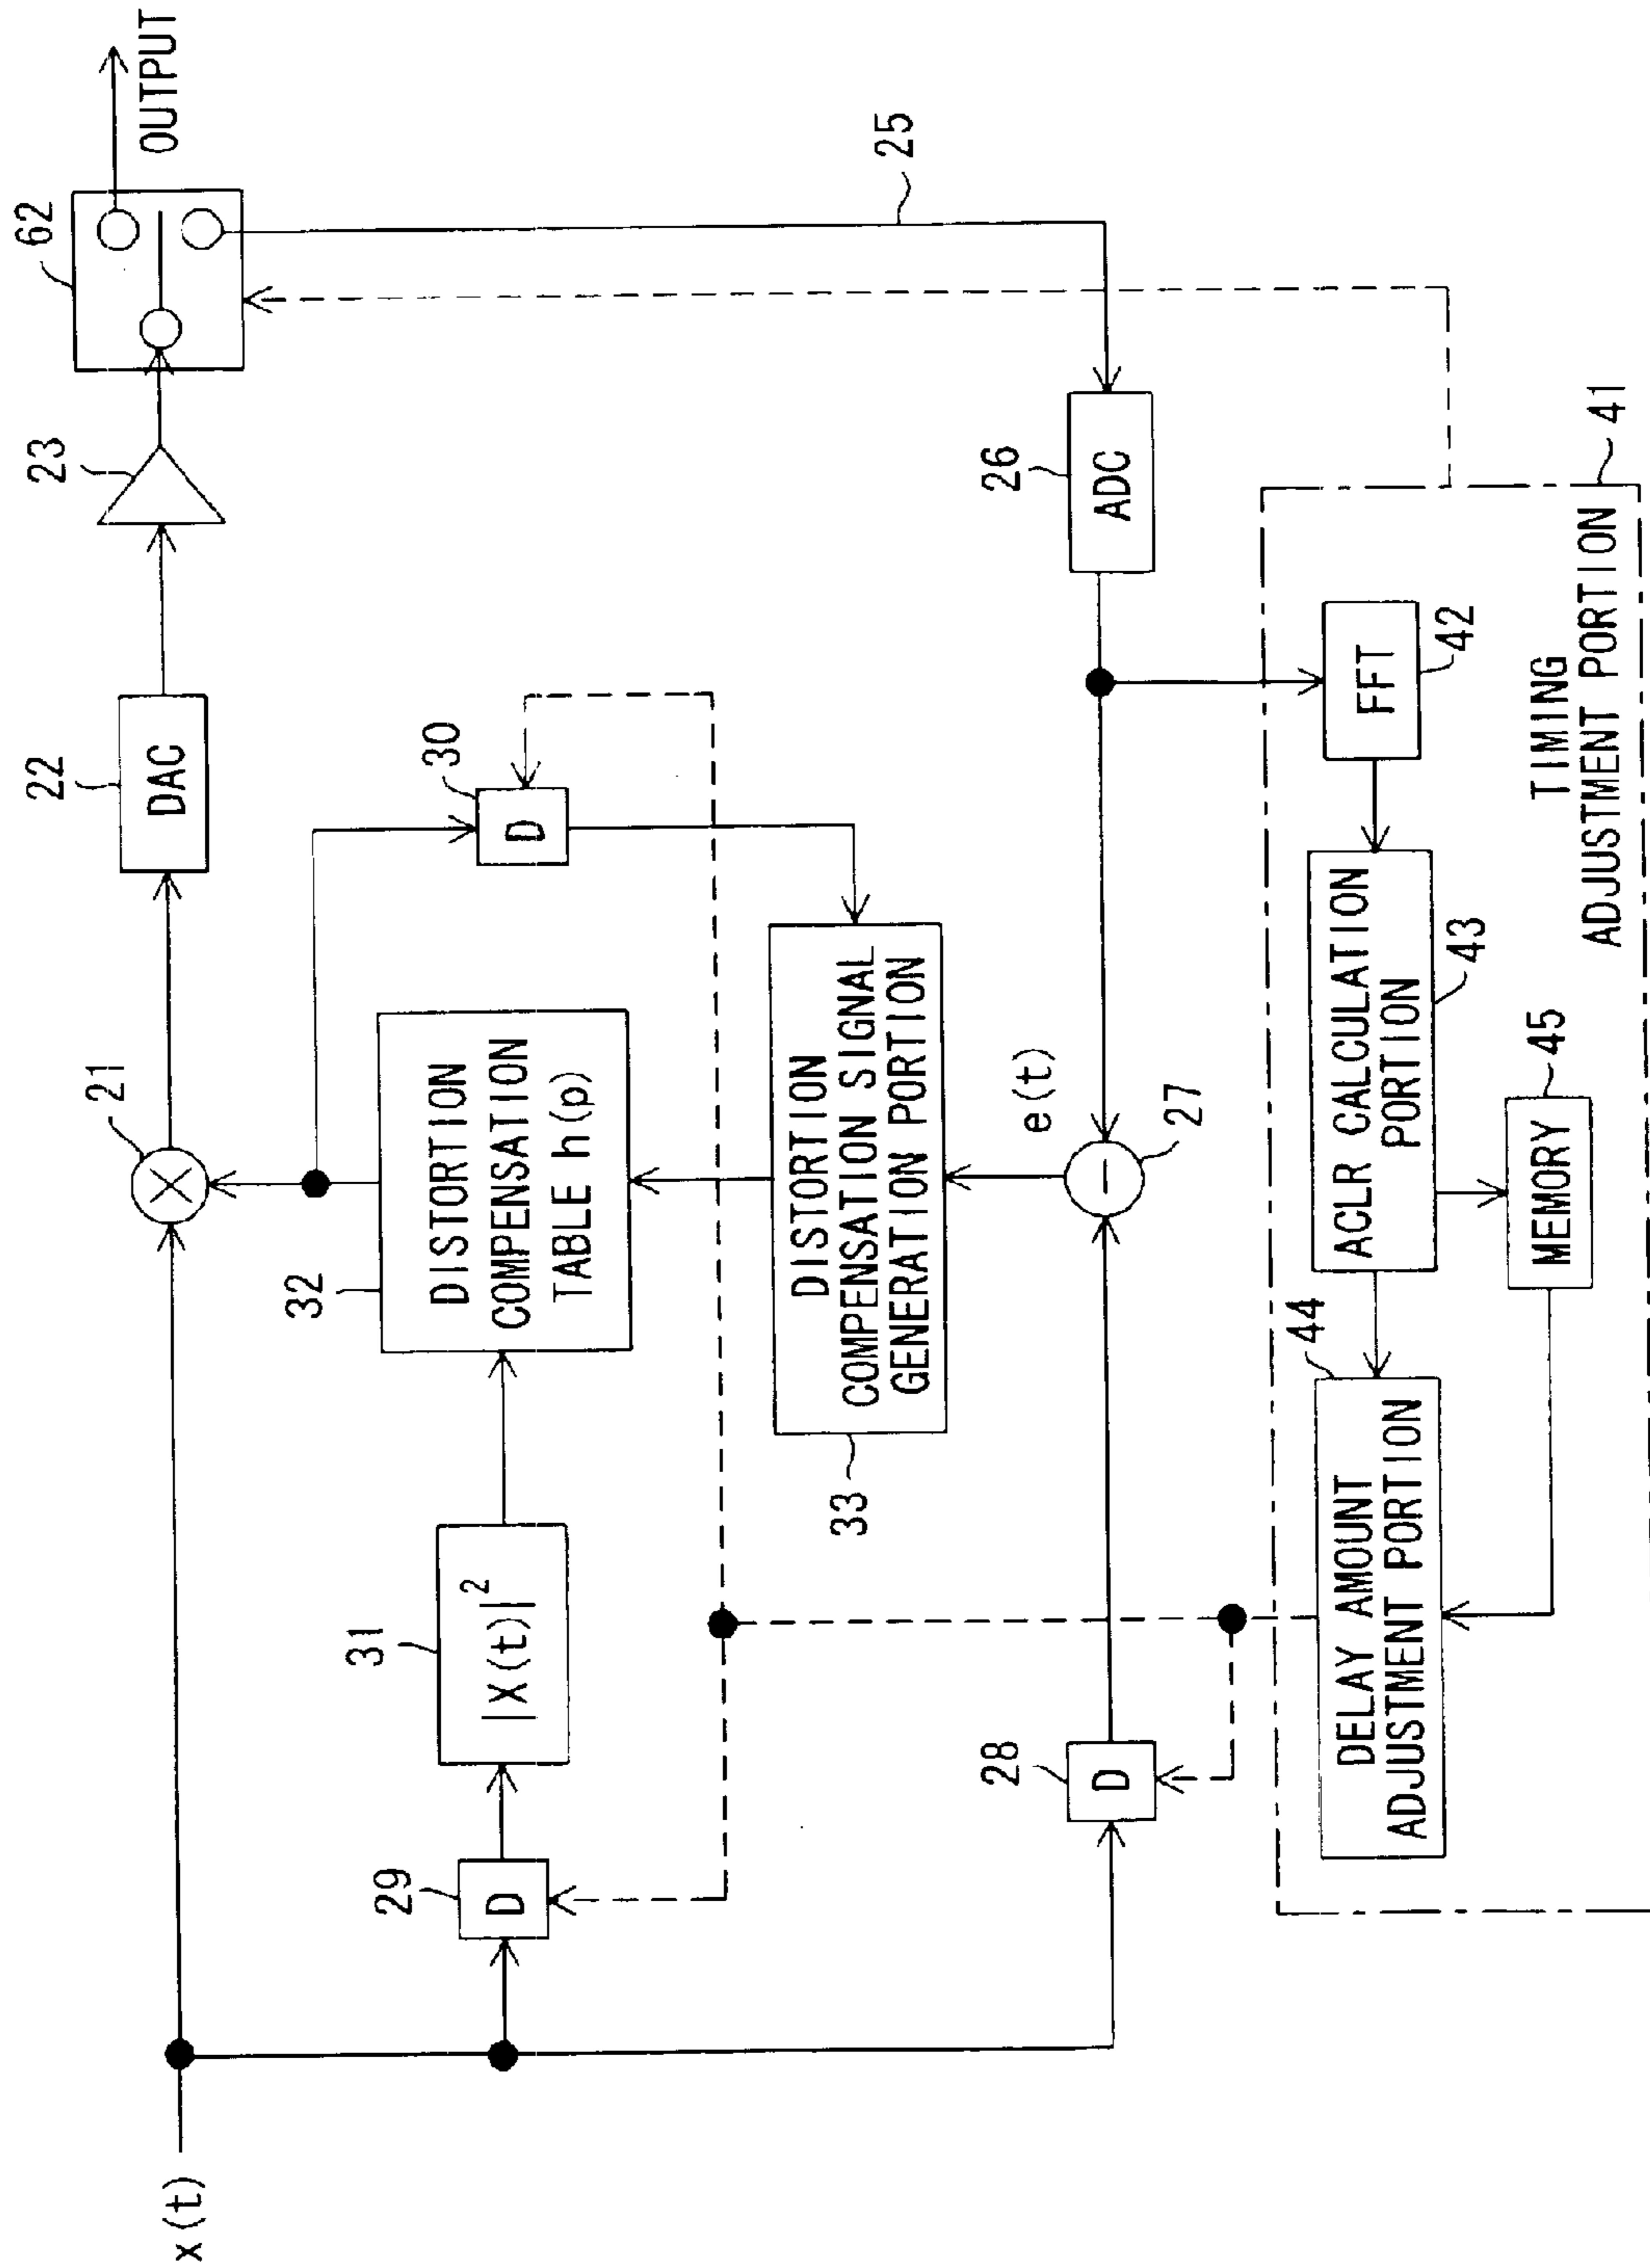 x(t)
21
22
DAC
23
62
OUTPUT
29
D
31
|X(t)|²
32
DISTORTION
COMPENSATION
TABLE h(p)
30
D
25
33
DISTORTION
COMPENSATION SIGNAL
GENERATION PORTION
28
D
e(t)
27
26
ADC
44
DELAY AMOUNT
ADJUSTMENT PORTION
ACLR CALCULATION
PORTION
43
FFT
42
MEMORY
45
TIMING
ADJUSTMENT PORTION
41